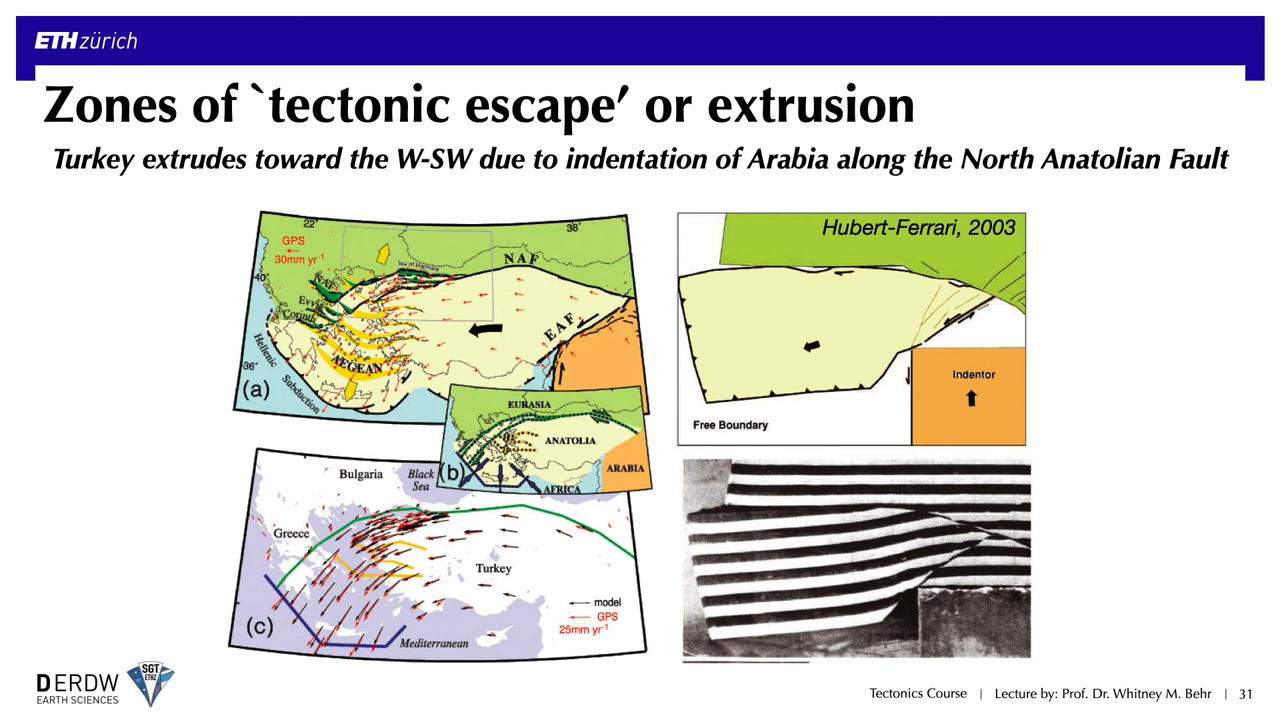 ETH zürich
Zones of `tectonic escape’ or extrusion
Turkey extrudes toward the W-SW due to indentation of Arabia along the North Anatolian Fault
22°
38°
GPS
30mm yr-1
40°
Sea of Marmara
NAF
NAF
Evvia
Corinth
EAF
AEGEAN
Hellenic
Subduction
36°
(a)
EURASIA
ANATOLIA
ARABIA
AFRICA
(b)
Bulgaria
Black
Sea
Greece
Turkey
model
GPS
25mm yr-1
(c)
Mediterranean
Hubert-Ferrari, 2003
Indentor
Free Boundary
DERDW
EARTH SCIENCES
SGT
ETHZ
Tectonics Course | Lecture by: Prof. Dr. Whitney M. Behr | 31